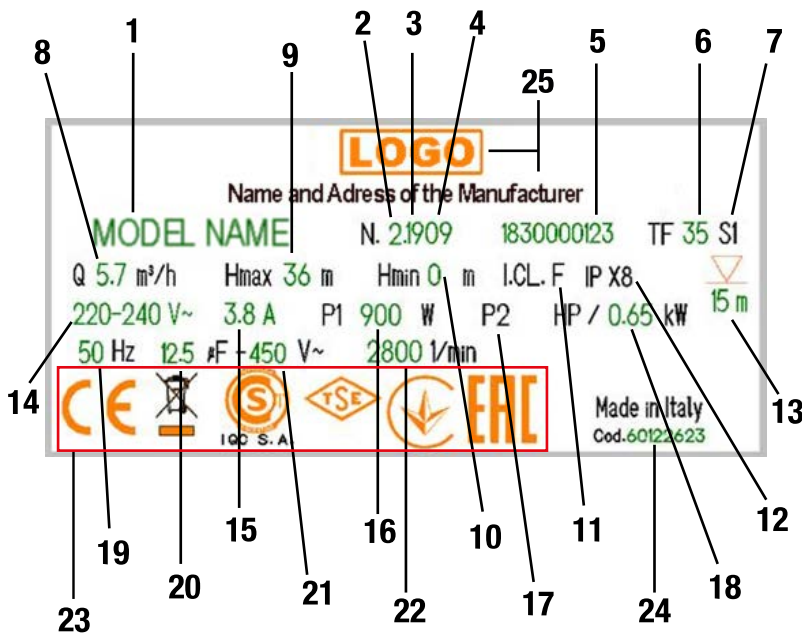 1 2 3 4 5 6 7
8 9 25
LOGO
Name and Adress of the Manufacturer
MODEL NAME N. 2.1909 1830000123 TF 35 S1
Q 5.7 m³/h Hmax 36 m Hmin 0 m I.CL. F IP X8
220-240 V~ 3.8 A P1 900 W P2 HP / 0.65 kW 15 m
50 Hz 12.5 µF - 450 V~ 2800 1/min
CE S TSE EAC
IQC S.A.
Made in Italy
Cod.60122623
14 13
19 20 15 21 16 22 10 17 11 18 12
23 24